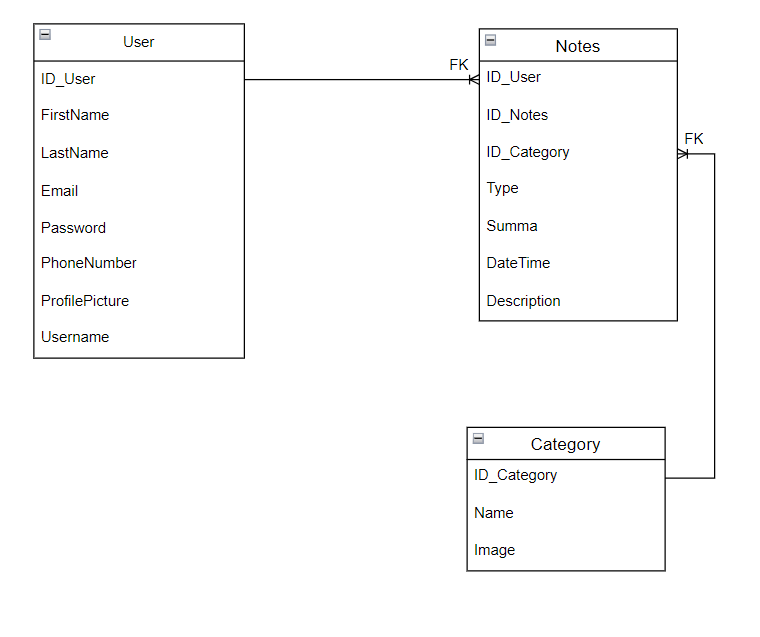 User
ID_User
FirstName
LastName
Email
Password
PhoneNumber
ProfilePicture
Username
FK
Notes
ID_User
ID_Notes
ID_Category
Type
Summa
DateTime
Description
FK
Category
ID_Category
Name
Image